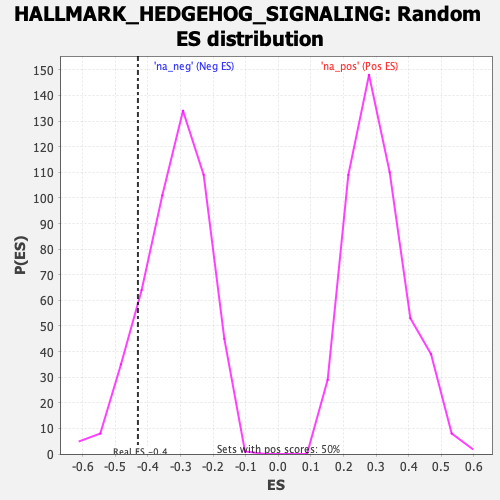 HALLMARK_HEDGEHOG_SIGNALING: Random
ES distribution
'na_neg' (Neg ES)
'na_pos' (Pos ES)
150
140
130
120
110
100
90
80
70
60
50
40
30
20
10
0
P(ES)
Real ES -0.4
Sets with pos scores: 50%
-0.6 -0.5 -0.4 -0.3 -0.2 -0.1 0.0 0.1 0.2 0.3 0.4 0.5 0.6
ES